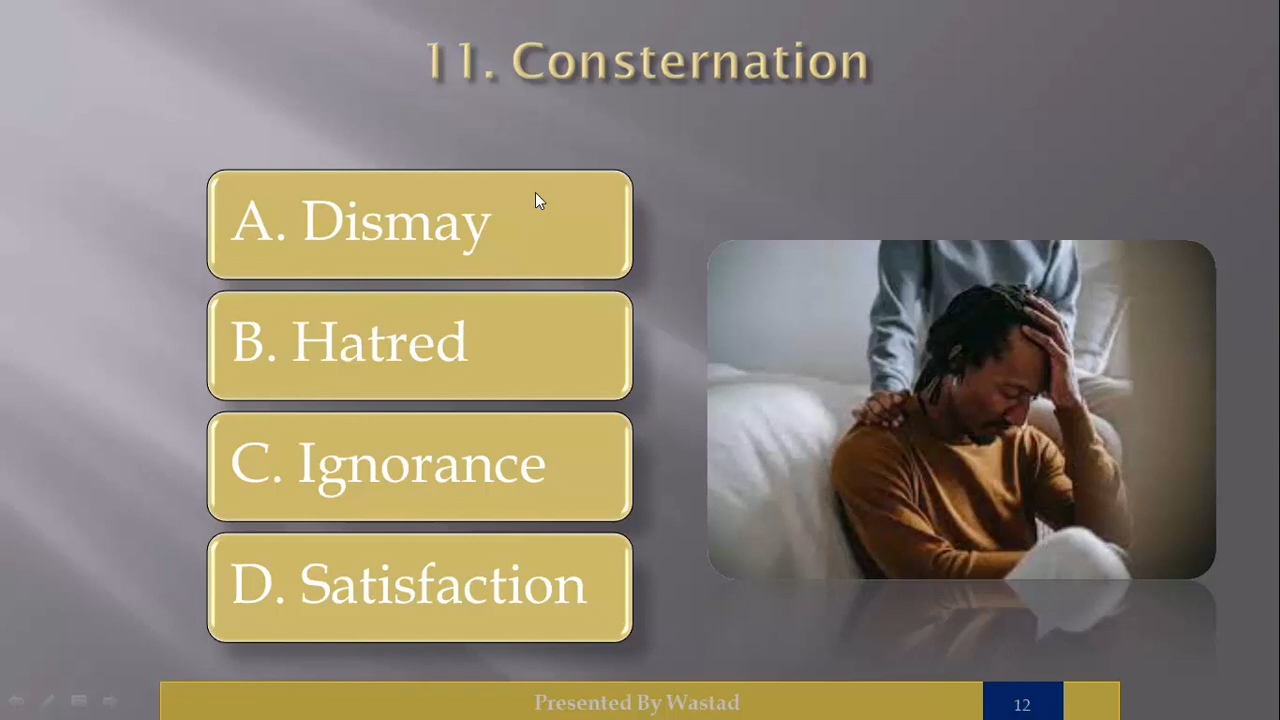 11. Consternation
A. Dismay
B. Hatred
C. Ignorance
D. Satisfaction
Presented By Wastad
12